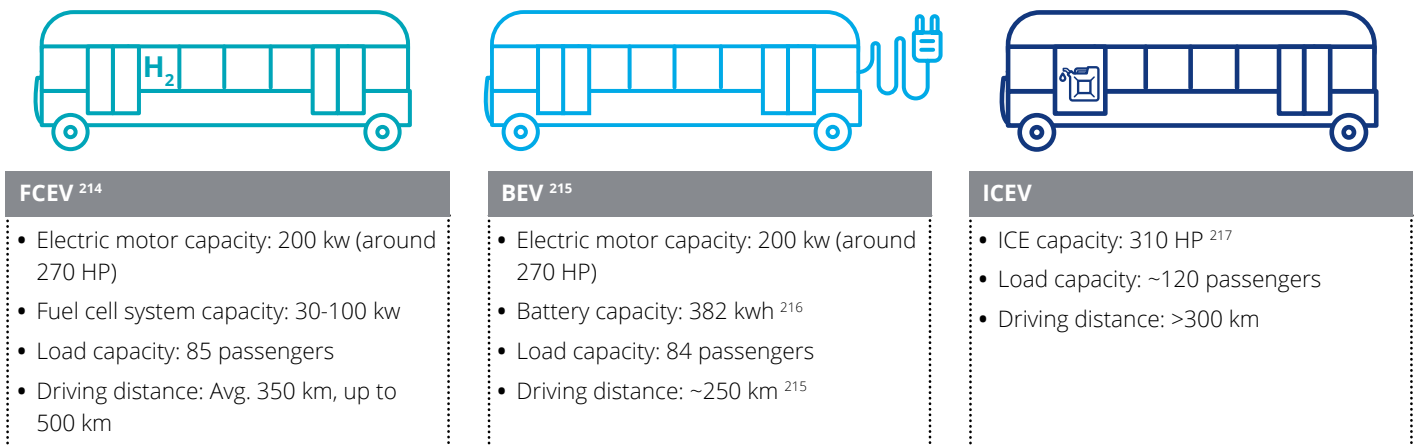 H2
FCEV 214
• Electric motor capacity: 200 kw (around
270 HP)
• Fuel cell system capacity: 30-100 kw
• Load capacity: 85 passengers
• Driving distance: Avg. 350 km, up to
500 km
BEV 215
• Electric motor capacity: 200 kw (around
270 HP)
• Battery capacity: 382 kwh 216
• Load capacity: 84 passengers
• Driving distance: ~250 km 215
ICEV
• ICE capacity: 310 HP 217
• Load capacity: ~120 passengers
• Driving distance: >300 km